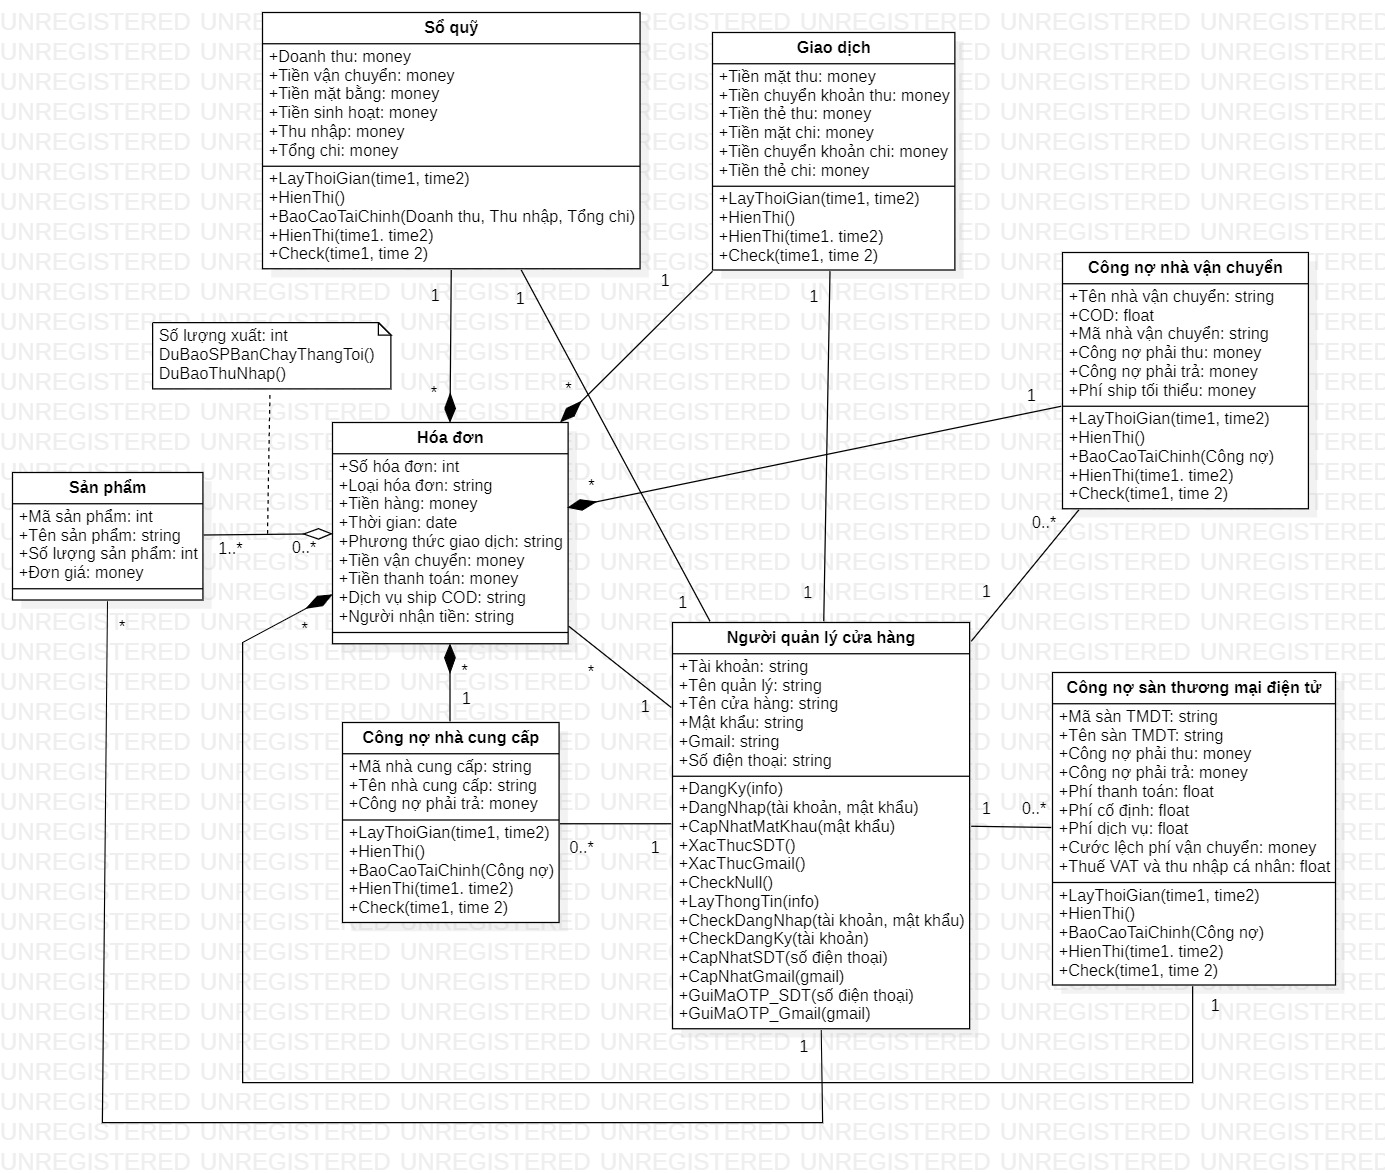 Sổ quỹ
+Doanh thu: money
+Tiền vận chuyển: money
+Tiền mặt bằng: money
+Tiền sinh hoạt: money
+Thu nhập: money
+Tổng chi: money
+LayThoiGian(time1, time2)
+HienThi()
+BaoCaoTaiChinh(Doanh thu, Thu nhập, Tổng chi)
+HienThi(time1. time2)
+Check(time1, time 2)
Giao dịch
+Tiền mặt thu: money
+Tiền chuyển khoản thu: money
+Tiền thẻ thu: money
+Tiền mặt chi: money
+Tiền chuyển khoản chi: money
+Tiền thẻ chi: money
+LayThoiGian(time1, time2)
+HienThi()
+HienThi(time1. time2)
+Check(time1, time 2)
Công nợ nhà vận chuyển
+Tên nhà vận chuyển: string
+COD: float
+Mã nhà vận chuyển: string
+Công nợ phải thu: money
+Công nợ phải trả: money
+Phí ship tối thiểu: money
+LayThoiGian(time1, time2)
+HienThi()
+BaoCaoTaiChinh(Công nợ)
+HienThi(time1. time2)
+Check(time1, time 2)
1
1
1
1
1
Số lượng xuất: int
DuBaoSPBanChayThangToi()
DuBaoThuNhap()
*
*
*
Hóa đơn
+Số hóa đơn: int
+Loại hóa đơn: string
+Tiền hàng: money
+Thời gian: date
+Phương thức giao dịch: string
+Tiền vận chuyển: money
+Tiền thanh toán: money
+Dịch vụ ship COD: string
+Người nhận tiền: string
Sản phẩm
+Mã sản phẩm: int
+Tên sản phẩm: string
+Số lượng sản phẩm: int
+Đơn giá: money
1..*
0..*
0..*
1
1
1
*
*
*
*
1
1
Người quản lý cửa hàng
+Tài khoản: string
+Tên quản lý: string
+Tên cửa hàng: string
+Mật khẩu: string
+Gmail: string
+Số điện thoại: string
+DangKy(info)
+DangNhap(tài khoản, mật khẩu)
+CapNhatMatKhau(mật khẩu)
+XacThucSDT()
+XacThucGmail()
+CheckNull()
+LayThongTin(info)
+CheckDangNhap(tài khoản, mật khẩu)
+CheckDangKy(tài khoản)
+CapNhatSDT(số điện thoại)
+CapNhatGmail(gmail)
+GuiMaOTP_SDT(số điện thoại)
+GuiMaOTP_Gmail(gmail)
Công nợ nhà cung cấp
+Mã nhà cung cấp: string
+Tên nhà cung cấp: string
+Công nợ phải trả: money
+LayThoiGian(time1, time2)
+HienThi()
+BaoCaoTaiChinh(Công nợ)
+HienThi(time1. time2)
+Check(time1, time 2)
0..*
1
1
0..*
Công nợ sàn thương mại điện tử
+Mã sàn TMDT: string
+Tên sàn TMDT: string
+Công nợ phải thu: money
+Công nợ phải trả: money
+Phí thanh toán: float
+Phí cố định: float
+Phí dịch vụ: float
+Cước lệch phí vận chuyển: money
+Thuế VAT và thu nhập cá nhân: float
+LayThoiGian(time1, time2)
+HienThi()
+BaoCaoTaiChinh(Công nợ)
+HienThi(time1. time2)
+Check(time1, time 2)
1
1